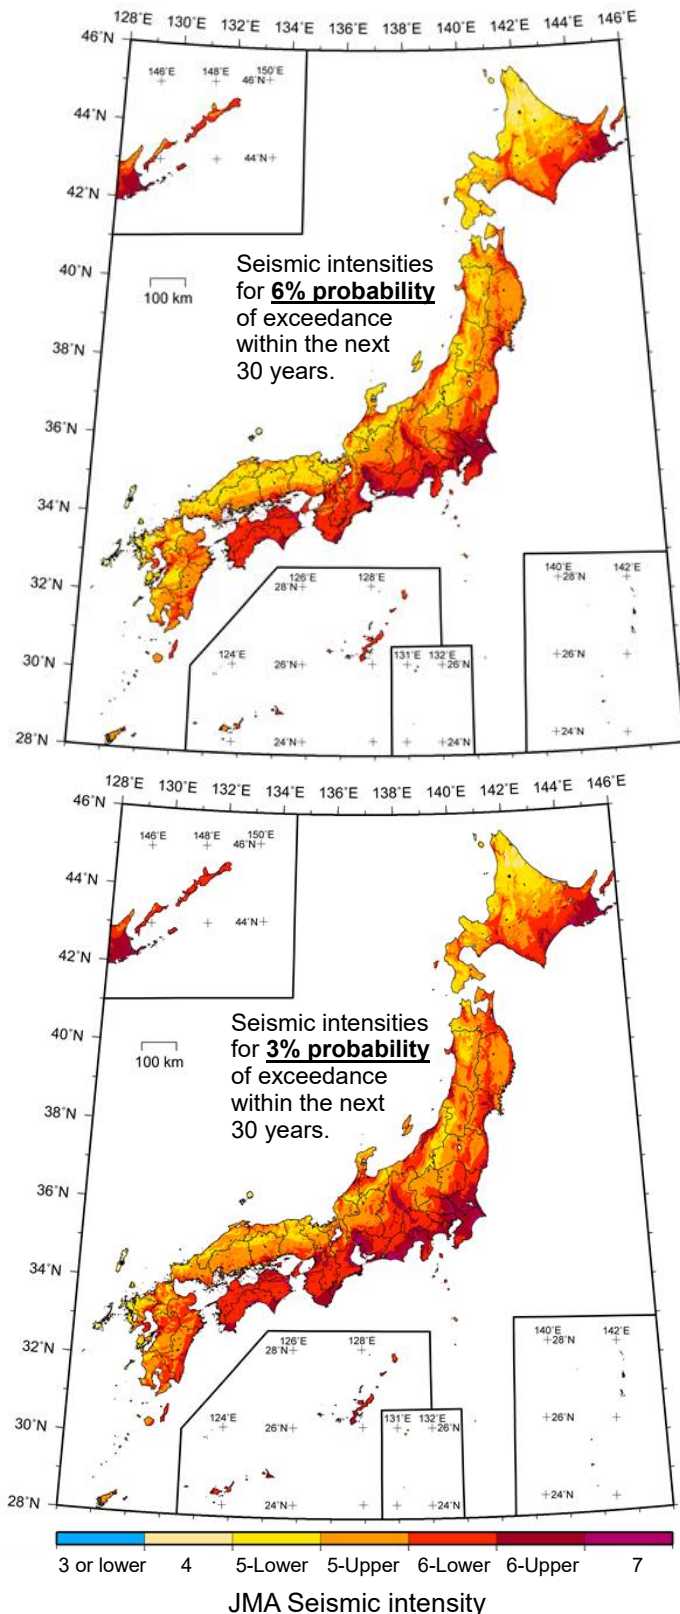 128˚E 130˚E 132˚E 134˚E 136˚E 138˚E 140˚E 142˚E 144˚E 146˚E
46˚N
146˚E 148˚E 150˚E
46˚N
44˚N
44˚N
42˚N
40˚N
Seismic intensities
for 6% probability
of exceedance
within the next
30 years.
100 km
38˚N
36˚N
34˚N
32˚N
126˚E 128˚E
28˚N
140˚E 142˚E
28˚N
30˚N
124˚E
26˚N
131˚E 132˚E
26˚N
26˚N
28˚N
24˚N
24˚N
24˚N
128˚E 130˚E 132˚E 134˚E 136˚E 138˚E 140˚E 142˚E 144˚E 146˚E
46˚N
146˚E 148˚E 150˚E
46˚N
44˚N
44˚N
42˚N
40˚N
Seismic intensities
for 3% probability
of exceedance
within the next
30 years.
100 km
38˚N
36˚N
34˚N
32˚N
126˚E 128˚E
28˚N
140˚E 142˚E
28˚N
30˚N
124˚E
26˚N
131˚E 132˚E
26˚N
26˚N
28˚N
24˚N
24˚N
24˚N
3 or lower 4 5-Lower 5-Upper 6-Lower 6-Upper 7
JMA Seismic intensity